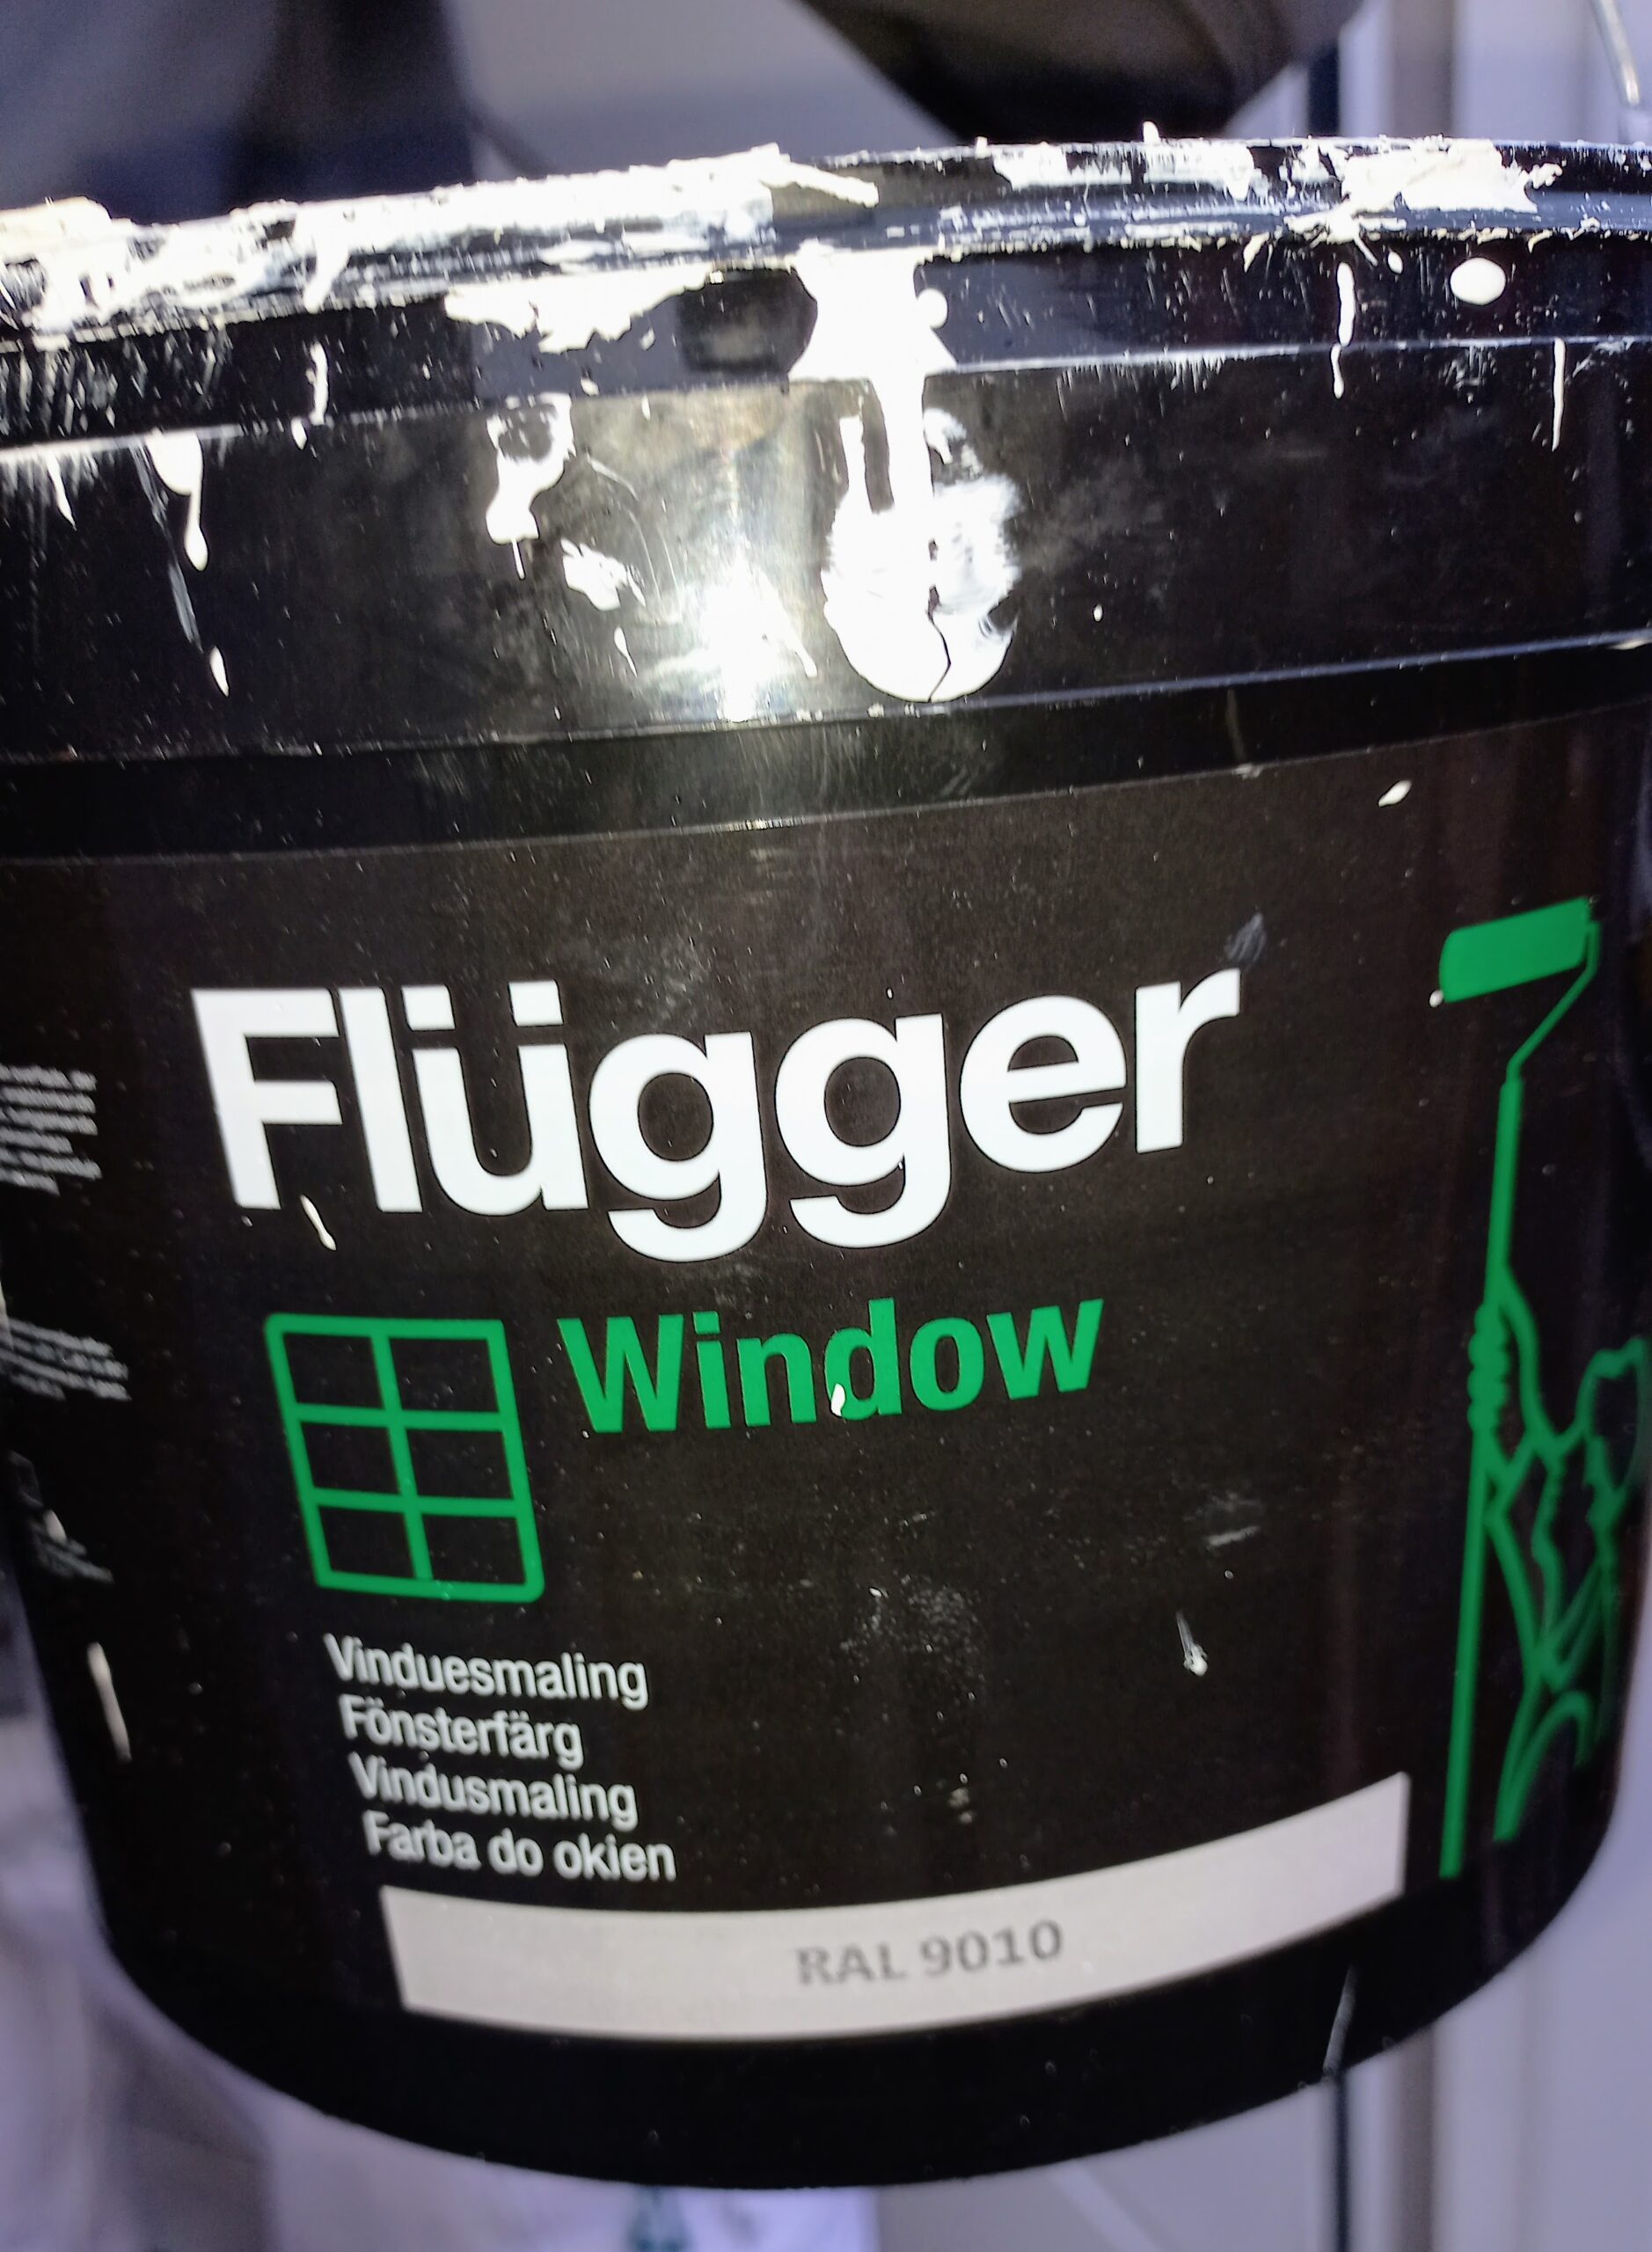 Flügger
Window
Vinduesmaling
Fönsterfärg
Vindusmaling
Farba do okien
RAL 9010